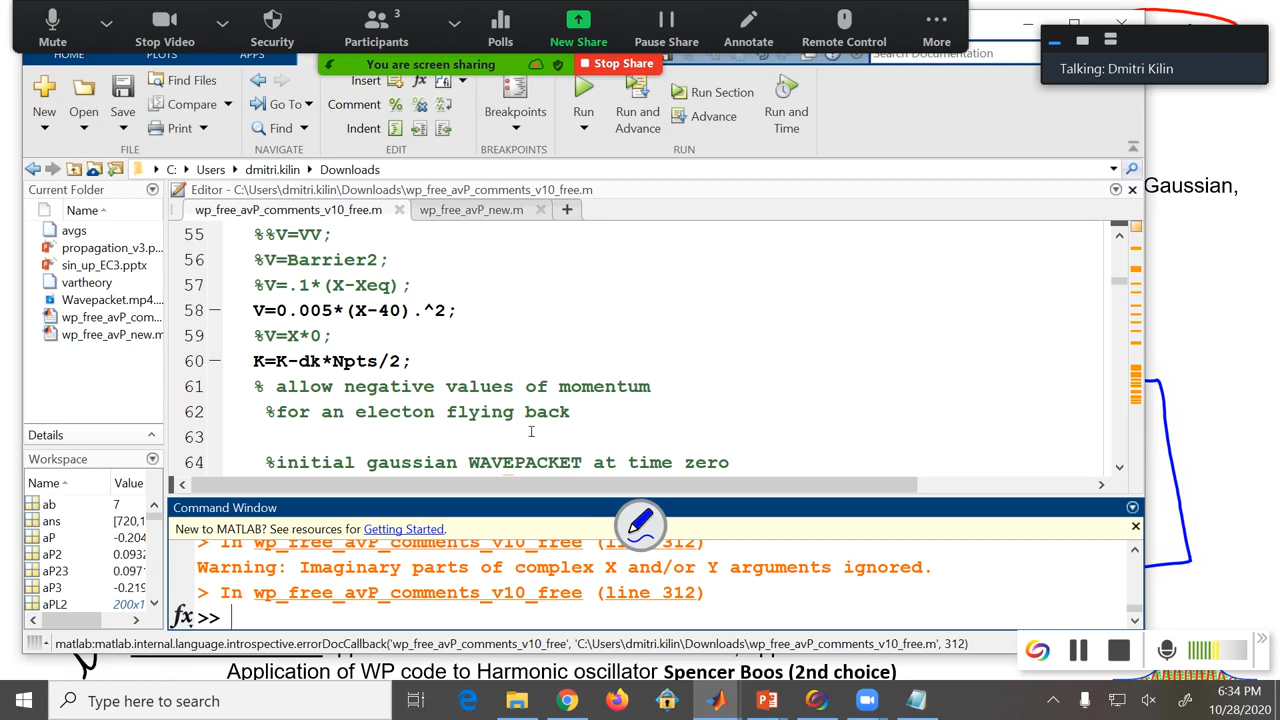 Mute
Stop Video
Security
Participants
3
Polls
New Share
Pause Share
Annotate
Remote Control
More
You are screen sharing
Stop Share
Talking: Dmitri Kilin
HOME PLOTS APPS
Search Documentation
New
Open
Save
Find Files
Compare
Print
Go To
Find
Insert
Comment
Indent
Breakpoints
Run
Run and Advance
Run Section
Advance
Run and Time
FILE NAVIGATE EDIT BREAKPOINTS RUN
C: Users dmitri.kilin Downloads
Gaussian,
Current Folder
Name
avgs
propagation_v3.p...
sin_up_EC3.pptx
vartheory
Wavepacket.mp4...
wp_free_avP_com...
wp_free_avP_new.m
Details
Workspace
Name Value
ab 7
ans [720,1
aP -0.204
aP2 0.0932
aP23 0.0971
aP3 -0.219
aPL2 200x1
Editor - C:\Users\dmitri.kilin\Downloads\wp_free_avP_comments_v10_free.m
wp_free_avP_comments_v10_free.m
wp_free_avP_new.m
55 %%V=VV;
56 %V=Barrier2;
57 %V=.1*(X-Xeq);
58 V=0.005*(X-40).^2;
59 %V=X*0;
60 K=K-dk*Npts/2;
61 % allow negative values of momentum
62 %for an electon flying back
63
64 %initial gaussian WAVEPACKET at time zero
Command Window
New to MATLAB? See resources for Getting Started.
> In wp_free_avP_comments_v10_free (line 312)
Warning: Imaginary parts of complex X and/or Y arguments ignored.
> In wp_free_avP_comments_v10_free (line 312)
fx >>
matlab:matlab.internal.language.introspective.errorDocCallback('wp_free_avP_comments_v10_free', 'C:\Users\dmitri.kilin\Downloads\wp_free_avP_comments_v10_free.m', 312)
Application of WP code to Harmonic oscillator Spencer Boos (2nd choice)
Type here to search
6:34 PM
10/28/2020